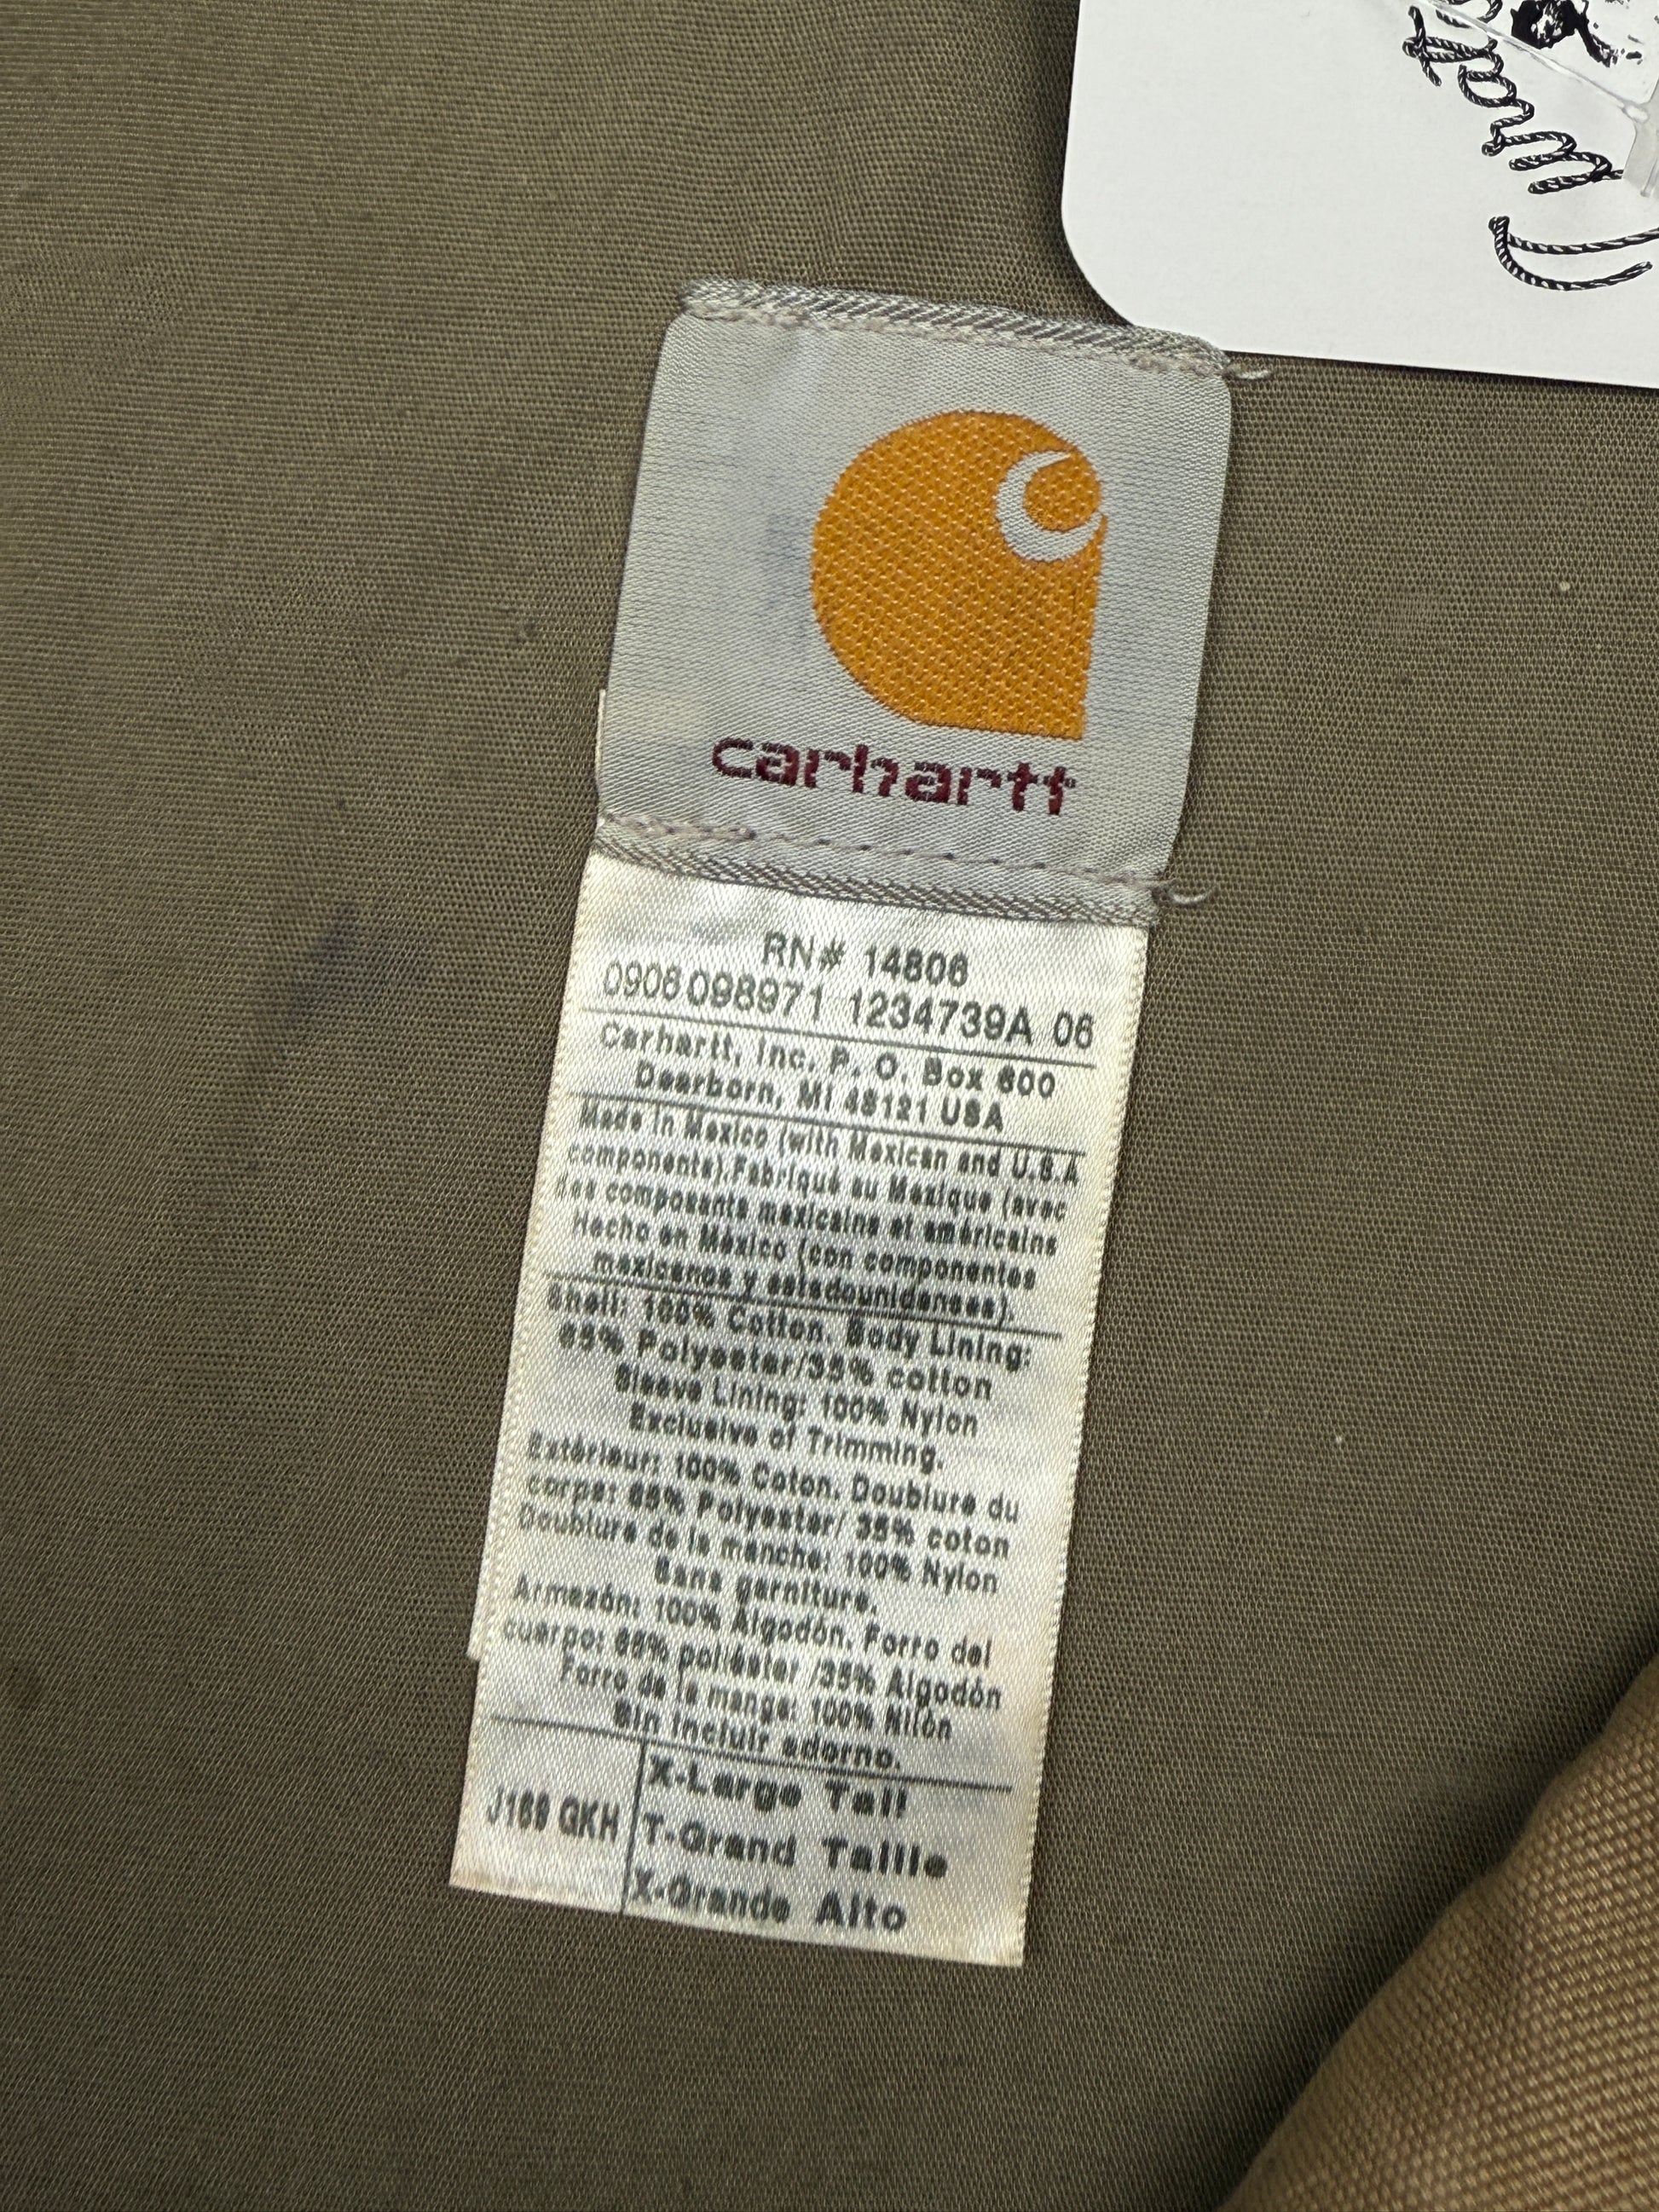 carhartt
RN# 14806
0906098971 1234739A 06
Carhartt, Inc. P. O. Box 600
Dearborn, MI 48121 USA
Made in Mexico (with Mexican and U.S.A
components).Fabriqué au Mexique (avec
des composants mexicains et américains
Hecho en México (con componentes
mexicanos y estadounidenses).
Shell: 100% Cotton. Body Lining:
65% Polyester/35% cotton
Sleeve Lining: 100% Nylon
Exclusive of Trimming.
Extérieur: 100% Coton. Doublure du
corps: 65% Polyester/ 35% coton
Doublure de la manche: 100% Nylon
Sans garniture.
Armazón: 100% Algodón. Forro del
cuerpo: 65% poliéster /35% Algodón
Forro de la manga: 100% Nilón
Sin incluir adorno.
GKH
X-Large Tall
T-Grand Taille
X-Grande Alto